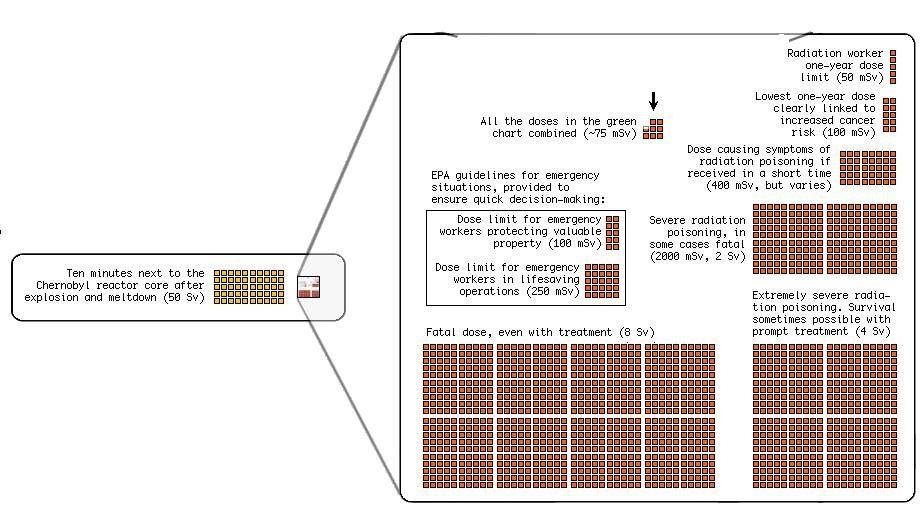 Radiation worker
one-year dose
limit (50 mSv)
Lowest one-year dose
clearly linked to
increased cancer
risk (100 mSv)
All the doses in the green
chart combined (~75 mSv)
Dose causing symptoms of
radiation poisoning if
received in a short time
(400 mSv, but varies)
EPA guidelines for emergency
situations, provided to
ensure quick decision-making:
Dose limit for emergency
workers protecting valuable
property (100 mSv)
Dose limit for emergency
workers in lifesaving
operations (250 mSv)
Severe radiation
poisoning, in
some cases fatal
(2000 mSv, 2 Sv)
Ten minutes next to the
Chernobyl reactor core after
explosion and meltdown (50 Sv)
Extremely severe radia-
tion poisoning. Survival
sometimes possible with
prompt treatment (4 Sv)
Fatal dose, even with treatment (8 Sv)